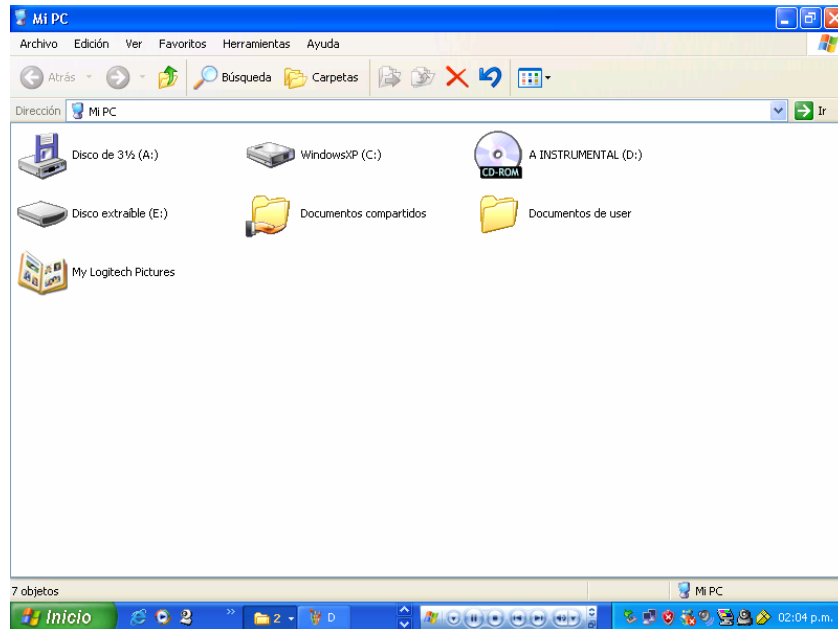 Mi PC
Archivo Edición Ver Favoritos Herramientas Ayuda
Atrás Búsqueda Carpetas
Dirección Mi PC Ir
Disco de 3½ (A:) WindowsXP (C:) A INSTRUMENTAL (D:)
CD-ROM
Disco extraíble (E:) Documentos compartidos Documentos de user
My Logitech Pictures
7 objetos Mi PC
Inicio 2 D 02:04 p.m.